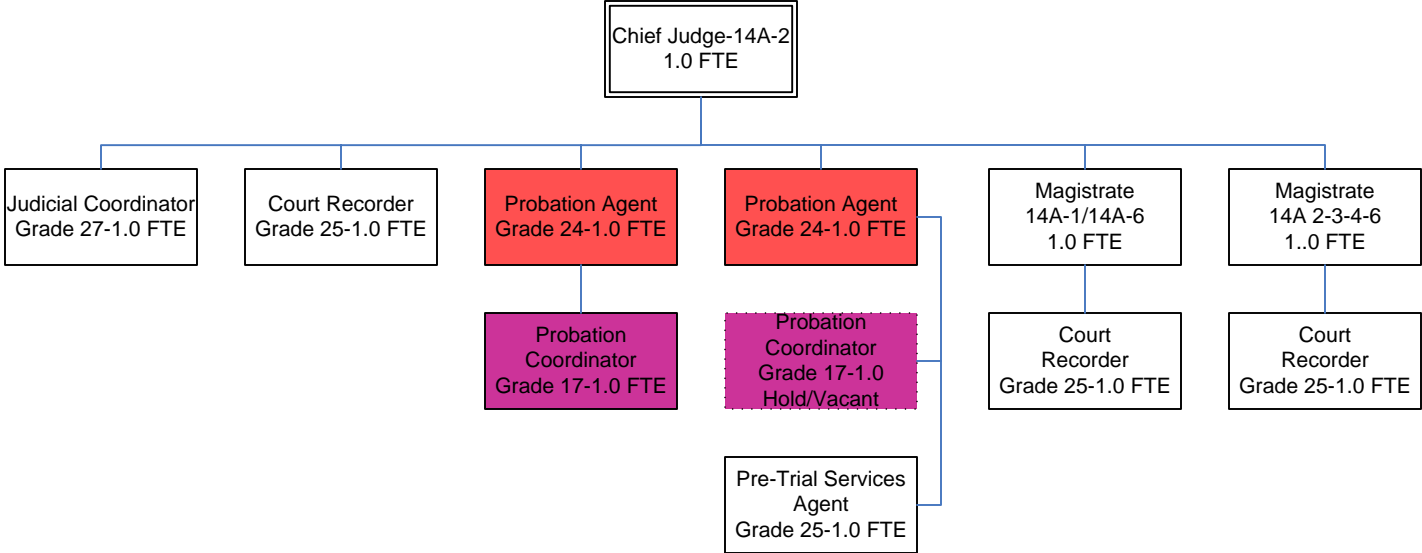 Chief Judge-14A-2
1.0 FTE
Judicial Coordinator
Grade 27-1.0 FTE
Court Recorder
Grade 25-1.0 FTE
Probation Agent
Grade 24-1.0 FTE
Probation Agent
Grade 24-1.0 FTE
Magistrate
14A-1/14A-6
1.0 FTE
Magistrate
14A 2-3-4-6
1..0 FTE
Probation
Coordinator
Grade 17-1.0 FTE
Probation
Coordinator
Grade 17-1.0
Hold/Vacant
Court
Recorder
Grade 25-1.0 FTE
Court
Recorder
Grade 25-1.0 FTE
Pre-Trial Services
Agent
Grade 25-1.0 FTE